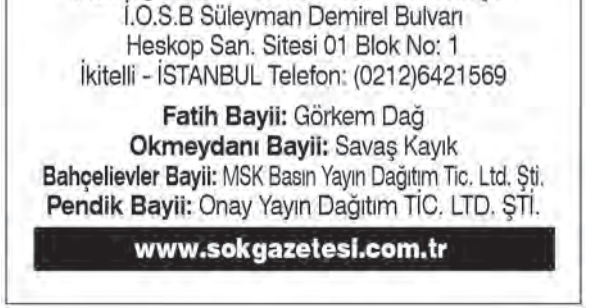 İ.O.S.B Süleyman Demirel Bulvarı
Heskop San. Sitesi 01 Blok No: 1
İkitelli - İSTANBUL Telefon: (0212)6421569
Fatih Bayii: Görkem Dağ
Okmeydanı Bayii: Savaş Kayık
Bahçelievler Bayii: MSK Basın Yayın Dağıtım Tic. Ltd. Şti.
Pendik Bayii: Onay Yayın Dağıtım TİC. LTD. ŞTİ.
www.sokgazetesi.com.tr